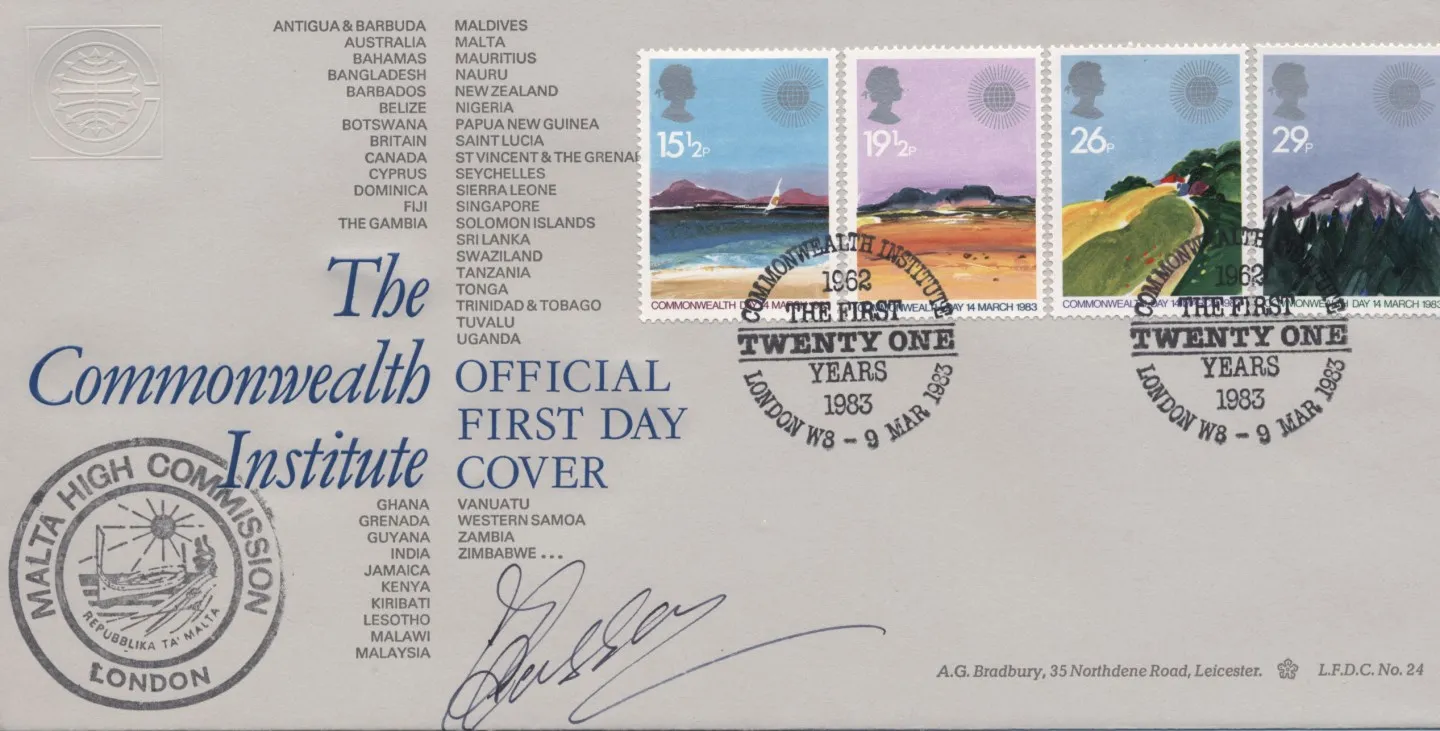 ANTIGUA & BARBUDA
AUSTRALIA
BAHAMAS
BANGLADESH
BARBADOS
BELIZE
BOTSWANA
BRITAIN
CANADA
CYPRUS
DOMINICA
FIJI
THE GAMBIA
MALDIVES
MALTA
MAURITIUS
NAURU
NEW ZEALAND
NIGERIA
PAPUA NEW GUINEA
SAINT LUCIA
ST VINCENT & THE GRENA
SEYCHELLES
SIERRA LEONE
SINGAPORE
SOLOMON ISLANDS
SRI LANKA
SWAZILAND
TANZANIA
TONGA
TRINIDAD & TOBAGO
TUVALU
UGANDA
The
Commonwealth
Institute
OFFICIAL
FIRST DAY
COVER
GHANA
GRENADA
GUYANA
INDIA
JAMAICA
KENYA
KIRIBATI
LESOTHO
MALAWI
MALAYSIA
VANUATU
WESTERN SAMOA
ZAMBIA
ZIMBABWE...
MALTA HIGH COMMISSION
REPUBBLIKA TA' MALTA
LONDON
15½P
COMMONWEALTH D 14 MARCH
19½P
COMMONWEALTH DAY 14 MARCH 1983
26P
COMMONWEALTH DAY 14
29P
COMMONWEALTH DAY 14 MARCH 1983
COMMONWEALTH INSTITUTE
1962
THE FIRST
TWENTY ONE
YEARS
1983
LONDON W8 - 9 MAR 1983
COMMONWEALTH INSTITUTE
1962
THE FIRST
TWENTY ONE
YEARS
1983
LONDON W8 - 9 MAR 1983
A.G. Bradbury, 35 Northdene Road, Leicester. L.F.D.C. No. 24